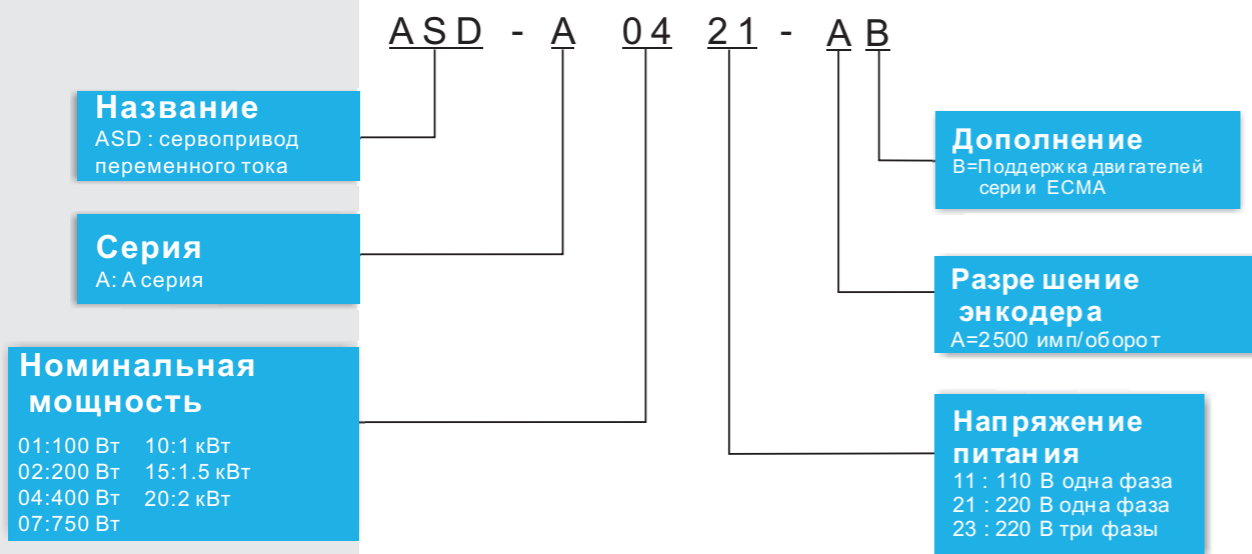 ASD - A 04 21 - A B
Название
ASD : сервопривод
переменного тока
Серия
А: А серия
Номинальная
мощность
01:100 Вт 10:1 кВт
02:200 Вт 15:1.5 кВт
04:400 Вт 20:2 кВт
07:750 Вт
Дополнение
В=Поддержка двигателей
серии ЕСМА
Разрешение
энкодера
А=2500 имп/оборот
Напряжение
питания
11 : 110 В одна фаза
21 : 220 В одна фаза
23 : 220 В три фазы